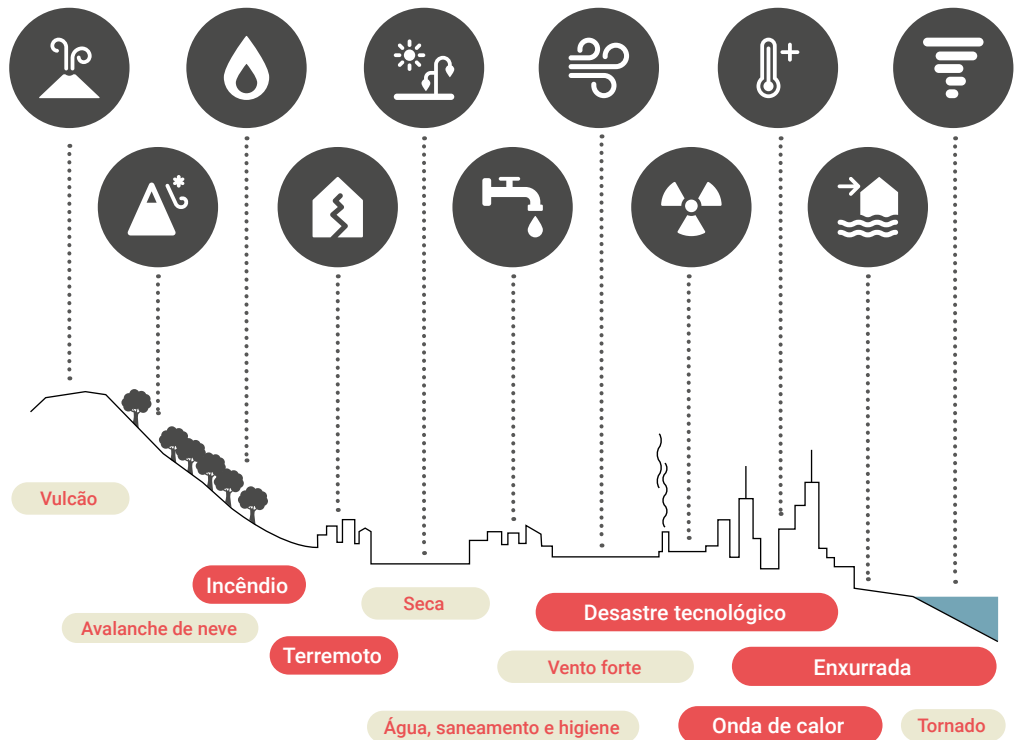 Vulcão
Incêndio
Seca
Desastre tecnológico
Avalanche de neve
Terremoto
Vento forte
Enxurrada
Água, saneamento e higiene
Onda de calor
Tornado